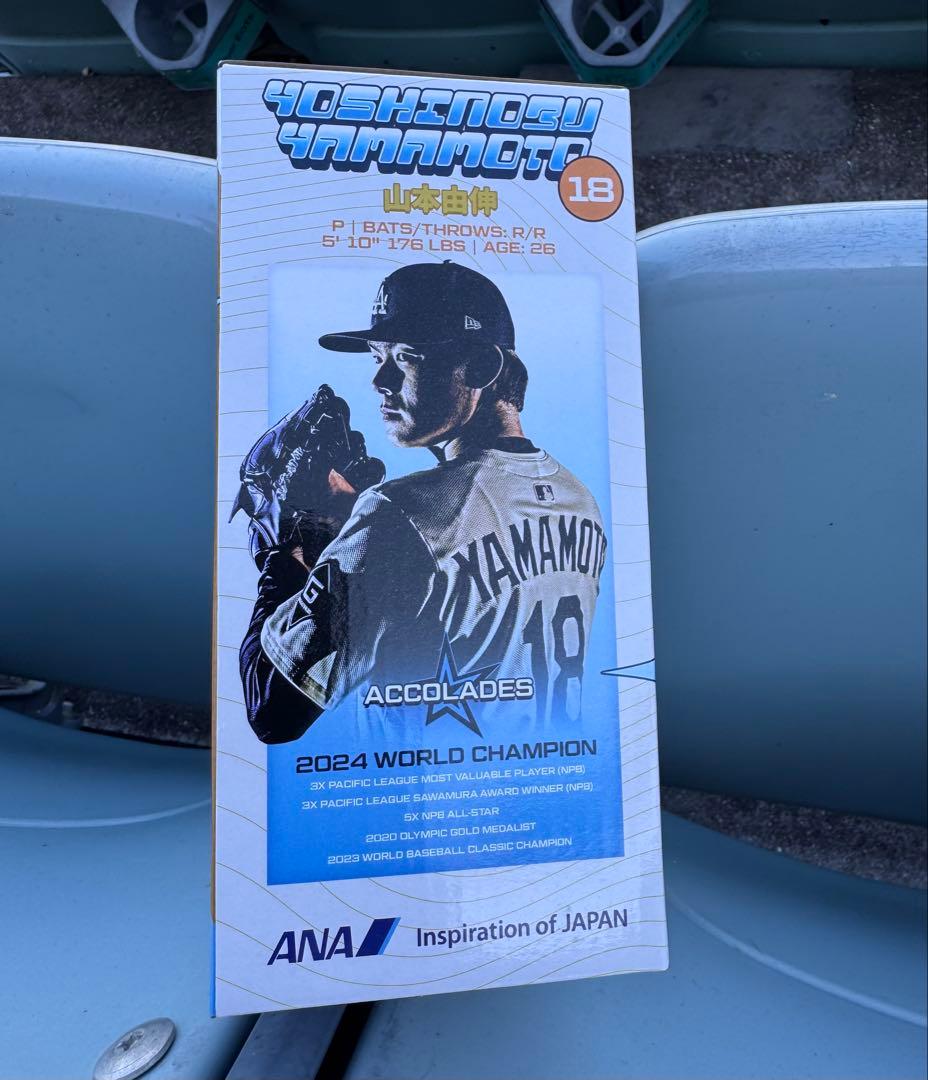 YOSHINOBU
YAMAMOTO
18
山本由伸
P | BATS/THROWS: R/R
5' 10" 176 LBS | AGE: 26
LA
YAMAMOTO
18
G
ACCOLADES
2024 WORLD CHAMPION
3X PACIFIC LEAGUE MOST VALUABLE PLAYER (NPB)
3X PACIFIC LEAGUE SAWAMURA AWARD WINNER (NPB)
5X NPB ALL-STAR
2020 OLYMPIC GOLD MEDALIST
2023 WORLD BASEBALL CLASSIC CHAMPION
ANA Inspiration of JAPAN